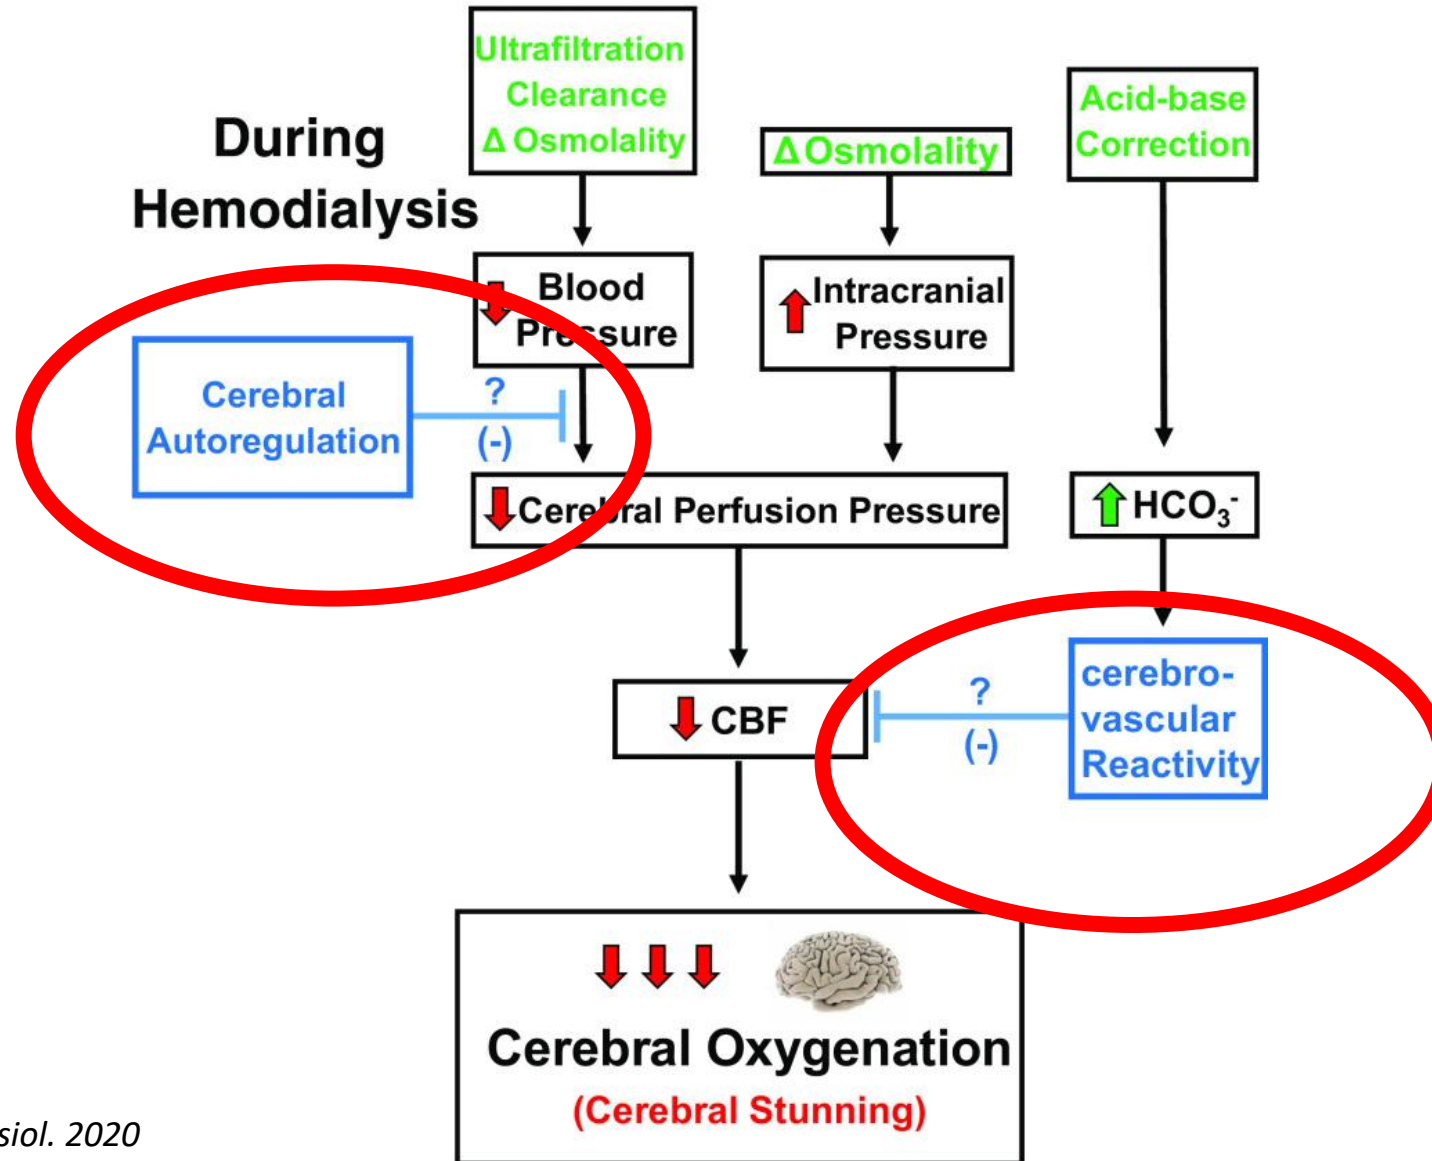 During
Hemodialysis
Ultrafiltration
Clearance
Δ Osmolality
Δ Osmolality
Acid-base
Correction
Blood
Pressure
Intracranial
Pressure
Cerebral
Autoregulation
?
(-)
Cerebral Perfusion Pressure
HCO₃⁻
CBF
?
(-)
cerebro-
vascular
Reactivity
Cerebral Oxygenation
(Cerebral Stunning)
siol. 2020